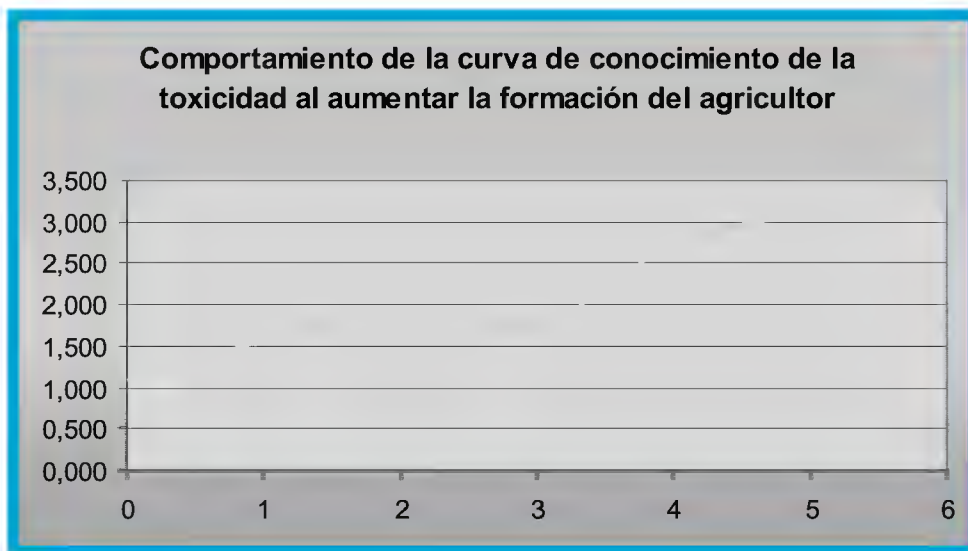 Comportamiento de la curva de conocimiento de la
toxicidad al aumentar la formación del agricultor
3,500
3,000
2,500
2,000
1,500
1,000
0,500
0,000
0 1 2 3 4 5 6